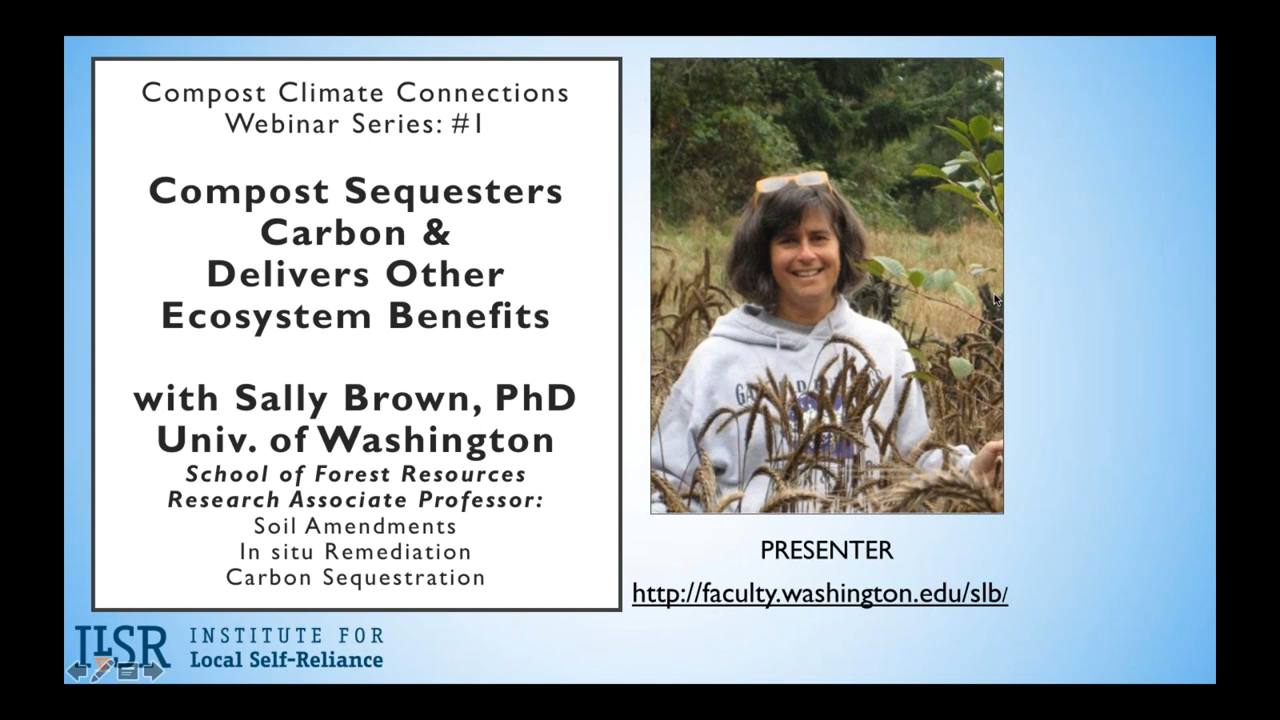 Compost Climate Connections
Webinar Series: #1
Compost Sequesters
Carbon &
Delivers Other
Ecosystem Benefits
with Sally Brown, PhD
Univ. of Washington
School of Forest Resources
Research Associate Professor:
Soil Amendments
In situ Remediation
Carbon Sequestration
PRESENTER
http://faculty.washington.edu/slb/
ILSR
INSTITUTE FOR
Local Self-Reliance